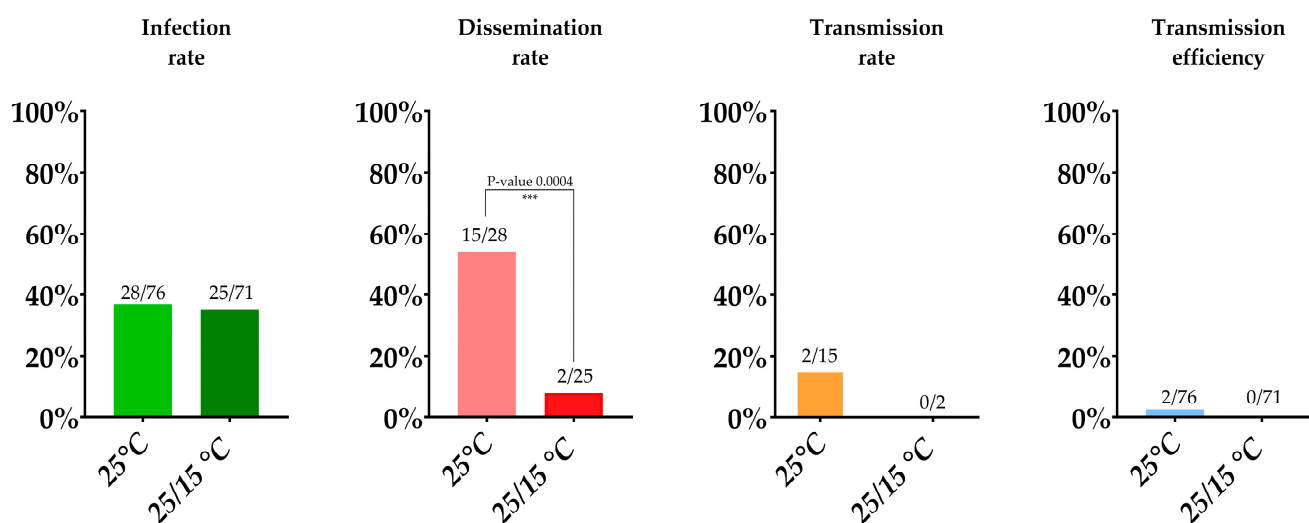 Infection
rate
100%
80%
60%
40%
20%
0%
28/76
25/71
25°C
25/15 °C
Dissemination
rate
100%
80%
60%
40%
20%
0%
P-value 0.0004
***
15/28
2/25
25°C
25/15 °C
Transmission
rate
100%
80%
60%
40%
20%
0%
2/15
0/2
25°C
25/15 °C
Transmission
efficiency
100%
80%
60%
40%
20%
0%
2/76
0/71
25°C
25/15 °C